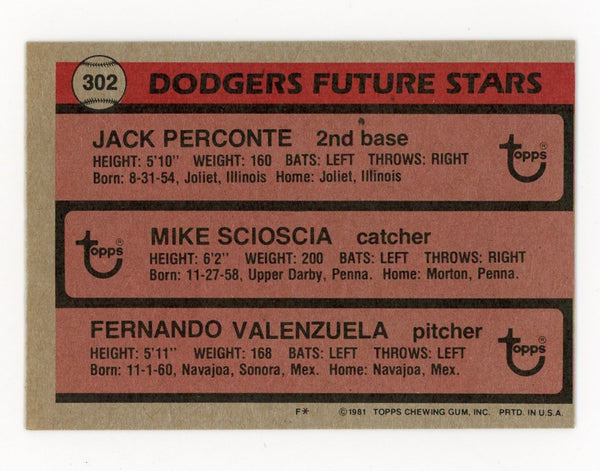 302 DODGERS FUTURE STARS
JACK PERCONTE 2nd base
HEIGHT: 5'10" WEIGHT: 160 BATS: LEFT THROWS: RIGHT
Born: 8-31-54, Joliet, Illinois Home: Joliet, Illinois
Topps®
MIKE SCIOSCIA catcher
HEIGHT: 6'2" WEIGHT: 200 BATS: LEFT THROWS: RIGHT
Born: 11-27-58, Upper Darby, Penna. Home: Morton, Penna.
Topps®
FERNANDO VALENZUELA pitcher
HEIGHT: 5'11" WEIGHT: 168 BATS: LEFT THROWS: LEFT
Born: 11-1-60, Navajoa, Sonora, Mex. Home: Navajoa, Mex.
Topps®
F* ©1981 TOPPS CHEWING GUM, INC. PRTD. IN U.S.A.